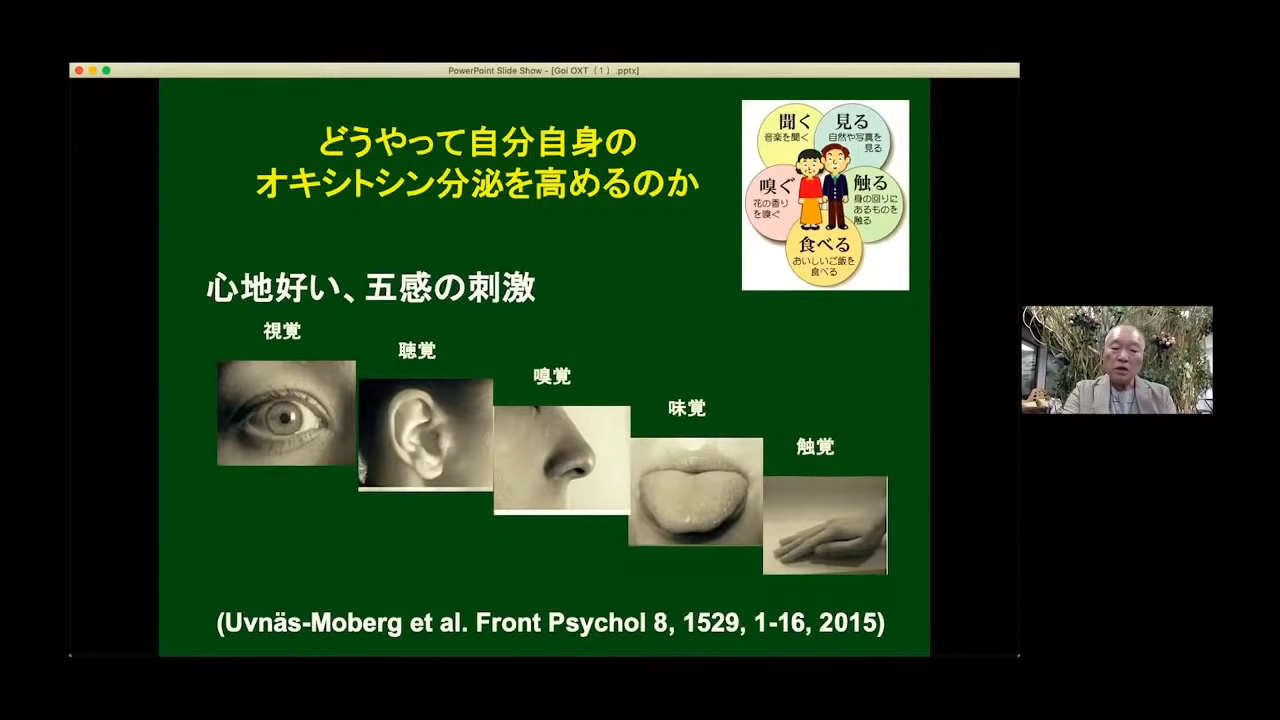 PowerPoint Slide Show - [Goi OXT（１）.pptx]
どうやって自分自身の
オキシトシン分泌を高めるのか
聞く
音楽を聞く
見る
自然や写真を
見る
嗅ぐ
花の香り
を嗅ぐ
触る
身の回りに
あるものを
触る
食べる
おいしいご飯を
食べる
心地好い、五感の刺激
視覚
聴覚
嗅覚
味覚
触覚
(Uvnäs-Moberg et al. Front Psychol 8, 1529, 1-16, 2015)